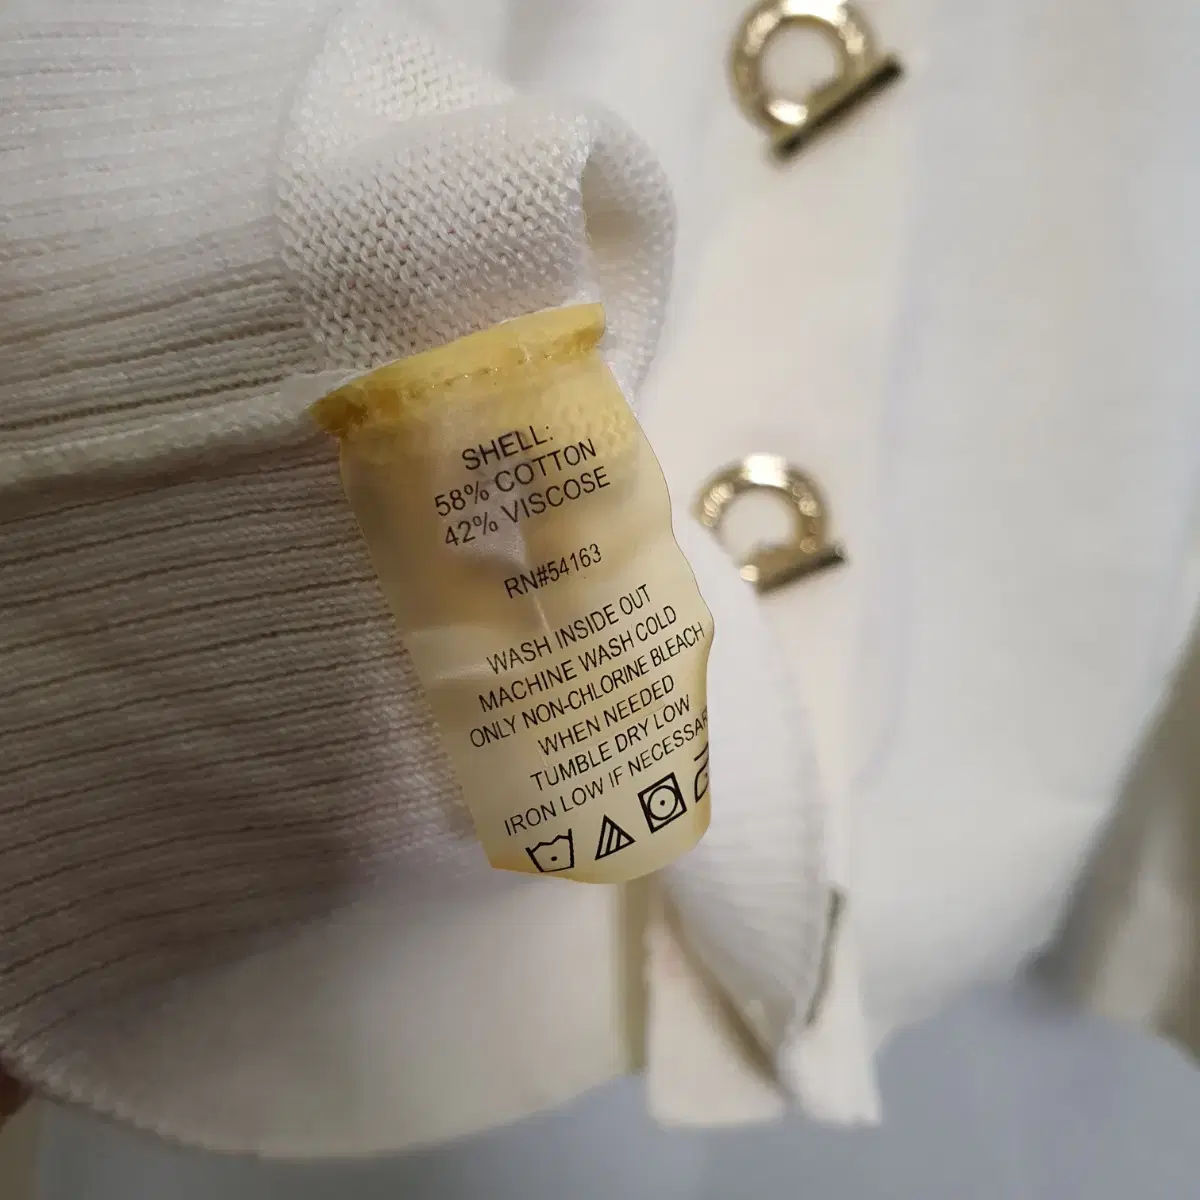 SHELL:
58% COTTON
42% VISCOSE
RN#54163
WASH INSIDE OUT
MACHINE WASH COLD
ONLY NON-CHLORINE BLEACH
WHEN NEEDED
TUMBLE DRY LOW
IRON LOW IF NECESSAR